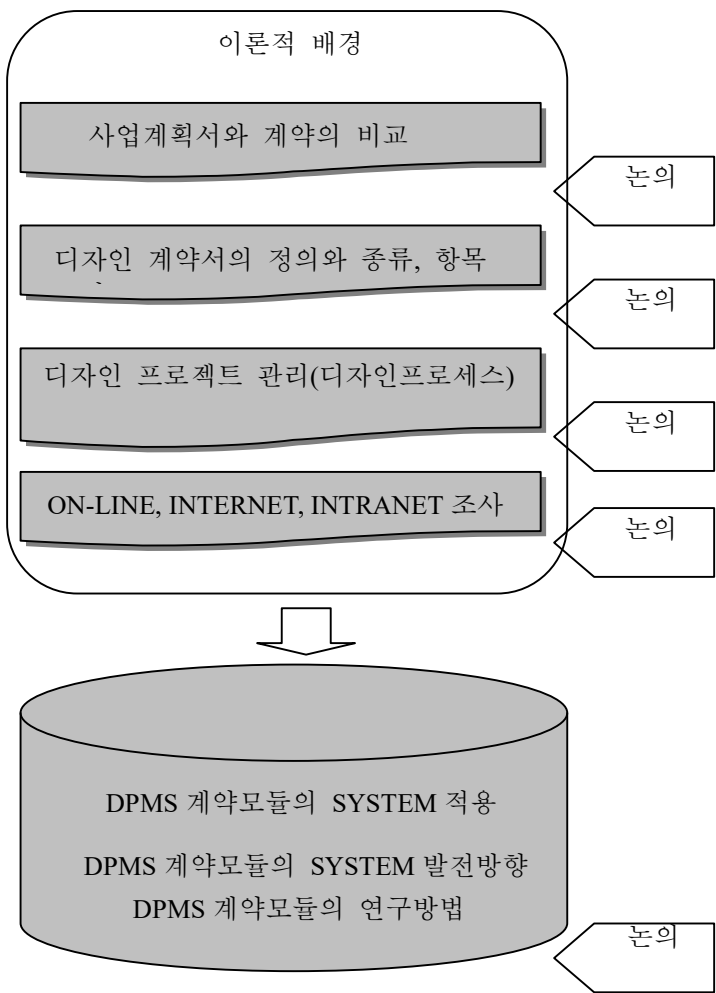 이론적 배경
사업계획서와 계약의 비교
논의
디자인 계약서의 정의와 종류, 항목
논의
디자인 프로젝트 관리(디자인프로세스)
논의
ON-LINE, INTERNET, INTRANET 조사
논의
DPMS 계약모듈의 SYSTEM 적용
DPMS 계약모듈의 SYSTEM 발전방향
DPMS 계약모듈의 연구방법
논의